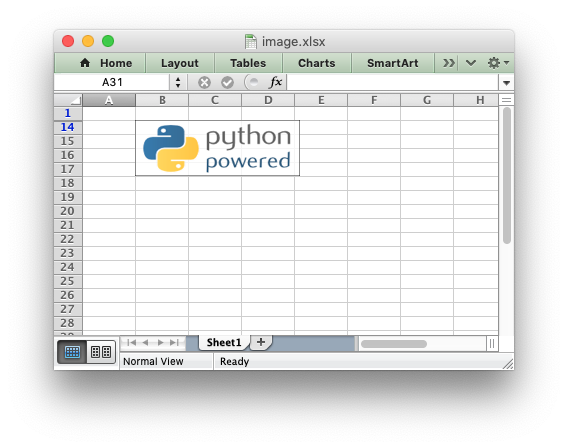 image.xlsx
Home Layout Tables Charts SmartArt
A31 fx
A B C D E F G H
1
14
15
16
17
18
19
20
21
22
23
24
25
26
27
28
python
powered
Sheet1 +
Normal View Ready